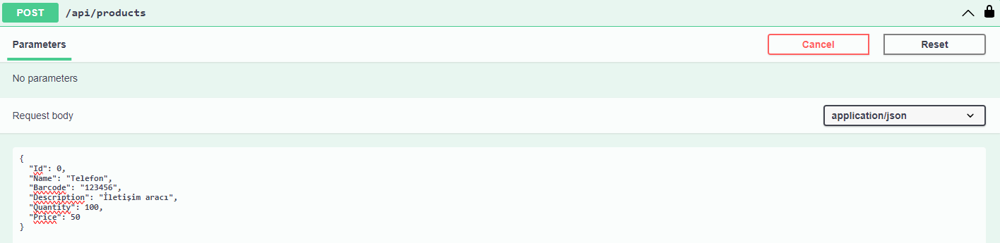 POST /api/products
Parameters Cancel Reset
No parameters
Request body application/json
{
  "Id": 0,
  "Name": "Telefon",
  "Barcode": "123456",
  "Description": "İletişim aracı",
  "Quantity": 100,
  "Price": 50
}